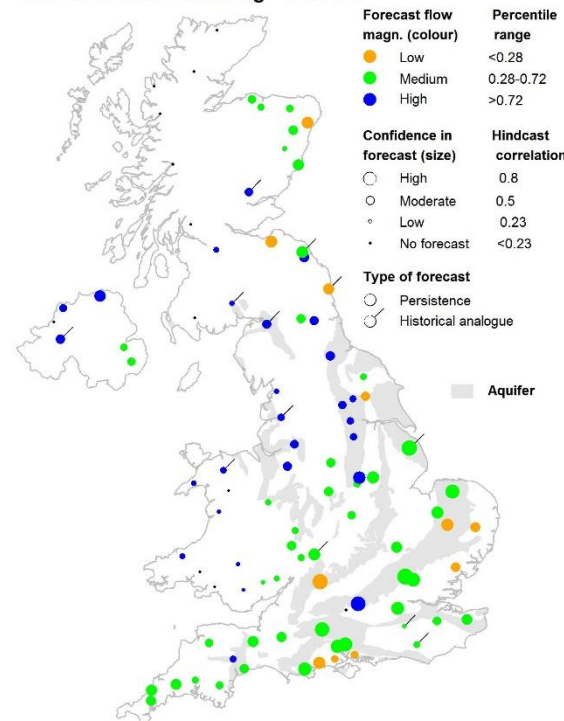 Forecast flow Percentile
magn. (colour) range
Low <0.28
Medium 0.28-0.72
High >0.72
Confidence in Hindcast
forecast (size) correlation
High 0.8
Moderate 0.5
Low 0.23
No forecast <0.23
Type of forecast
Persistence
Historical analogue
Aquifer